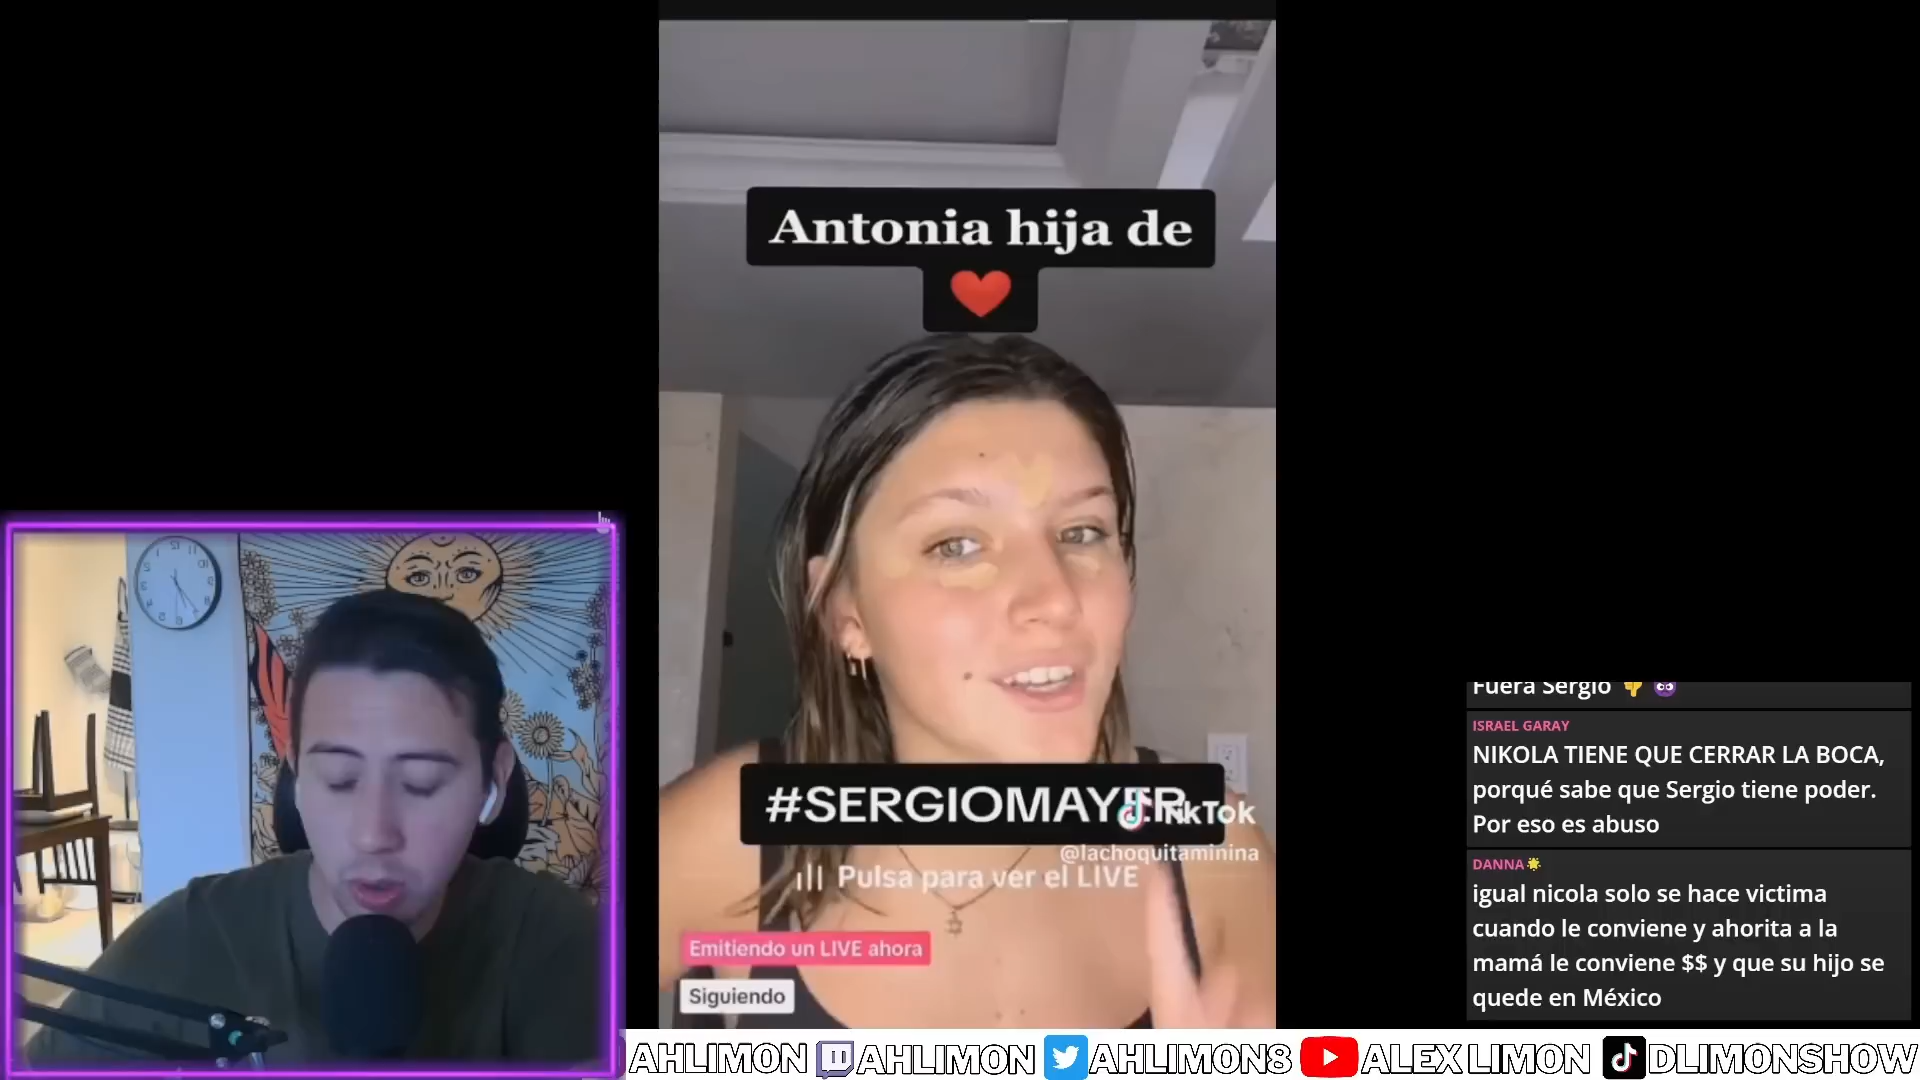 Antonia hija de
❤️
#SERGIOMAYER
TikTok
@lachoquitaminina
Pulsa para ver el LIVE
Emitiendo un LIVE ahora
Siguiendo
Fuera Sergio 👎 😈
ISRAEL GARAY
NIKOLA TIENE QUE CERRAR LA BOCA,
porqué sabe que Sergio tiene poder.
Por eso es abuso
DANNA🌟
igual nicola solo se hace victima
cuando le conviene y ahorita a la
mamá le conviene $$ y que su hijo se
quede en México
AHLIMON AHLIMON AHLIMON8 ALEX LIMON DLIMONSHOW